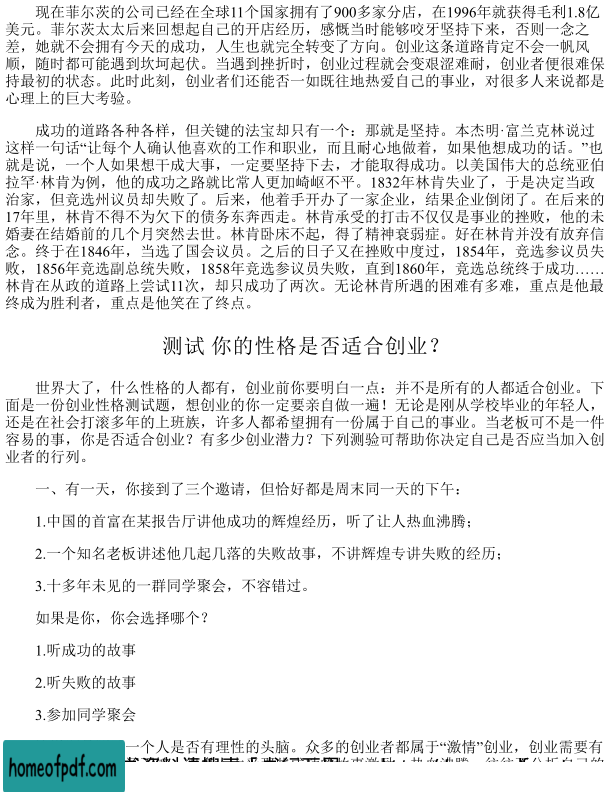 现在菲尔茨的公司已经在全球11个国家拥有了900多家分店，在1996年就获得毛利1.8亿
美元。菲尔茨太太后来回想起自己的开店经历，感慨当时能够咬牙坚持下来，否则一念之
差，她就不会拥有今天的成功，人生也就完全转变了方向。创业这条道路肯定不会一帆风
顺，随时都可能遇到坎坷起伏。当遇到挫折时，创业过程就会变艰涩难耐，创业者便很难保
持最初的状态。此时此刻，创业者们还能否一如既往地热爱自己的事业，对很多人来说都是
心理上的巨大考验。
成功的道路各种各样，但关键的法宝却只有一个：那就是坚持。本杰明·富兰克林说过
这样一句话“让每个人确认他喜欢的工作和职业，而且耐心地做着，如果他想成功的话。”也
就是说，一个人如果想干成大事，一定要坚持下去，才能取得成功。以美国伟大的总统亚伯
拉罕·林肯为例，他的成功之路就比常人更加崎岖不平。1832年林肯失业了，于是决定当政
治家，但竞选州议员却失败了。后来，他着手开办了一家企业，结果企业倒闭了。在后来的
17年里，林肯不得不为欠下的债务东奔西走。林肯承受的打击不仅仅是事业的挫败，他的未
婚妻在结婚前的几个月突然去世。林肯卧床不起，得了精神衰弱症。好在林肯并没有放弃信
念。终于在1846年，当选了国会议员。之后的日子又在挫败中度过，1854年，竞选参议员失
败，1856年竞选副总统失败，1858年竞选参议员失败，直到1860年，竞选总统终于成功……
林肯在从政的道路上尝试11次，却只成功了两次。无论林肯所遇的困难有多难，重点是他最
终成为胜利者，重点是他笑在了终点。
测试 你的性格是否适合创业？
世界大了，什么性格的人都有，创业前你要明白一点：并不是所有的人都适合创业。下
面是一份创业性格测试题，想创业的你一定要亲自做一遍！无论是刚从学校毕业的年轻人，
还是在社会打滚多年的上班族，许多人都希望拥有一份属于自己的事业。当老板可不是一件
容易的事，你是否适合创业？有多少创业潜力？下列测验可帮助你决定自己是否应当加入创
业者的行列。
一、有一天，你接到了三个邀请，但恰好都是周末同一天的下午：
1.中国的首富在某报告厅讲他成功的辉煌经历，听了让人热血沸腾；
2.一个知名老板讲述他几起几落的失败故事，不讲辉煌专讲失败的经历；
3.十多年未见的一群同学聚会，不容错过。
如果是你，你会选择哪个？
1.听成功的故事
2.听失败的故事
3.参加同学聚会
一个人是否有理性的头脑。众多的创业者都属于“激情”创业，创业需要有
homeofpdf.com